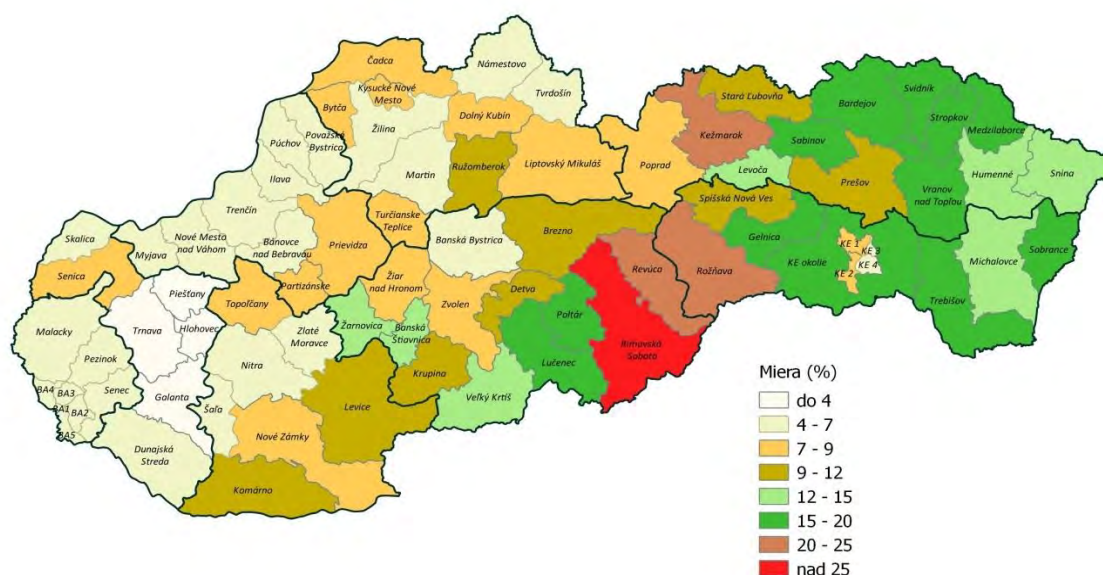 Čadca
Námestovo
Kysucké Nové
Mesto
Tvrdošín
Bytča
Stará Ľubovňa
Svidník
Bardejov
Dolný Kubín
Stropkov
Žilina
Kežmarok
Medzilaborce
Púchov
Považská
Bystrica
Sabinov
Ružomberok
Liptovský Mikuláš
Poprad
Levoča
Humenné
Snina
Ilava
Martin
Prešov
Vranov
nad Topľou
Trenčín
Turčianske
Teplice
Spišská Nová Ves
Skalica
Nové Mesto
nad Váhom
Bánovce
nad Bebravou
Prievidza
Banská Bystrica
Brezno
Gelnica
KE 1
KE 3
Sobrance
Myjava
Michalovce
Senica
Partizánske
Žiar
nad Hronom
Revúca
Rožňava
KE okolie
KE 2
KE 4
Piešťany
Topoľčany
Zvolen
Detva
Trebišov
Trnava
Hlohovec
Žarnovica
Banská
Štiavnica
Poltár
Rimavská
Sobota
Malacky
Zlaté
Moravce
Pezinok
Nitra
Lučenec
Krupina
Miera (%)
BA4
BA3
Senec
Galanta
Levice
Veľký Krtíš
do 4
BA1
BA2
Šaľa
4 - 7
BA5
Nové Zámky
7 - 9
Dunajská
Streda
9 - 12
Komárno
12 - 15
15 - 20
20 - 25
nad 25